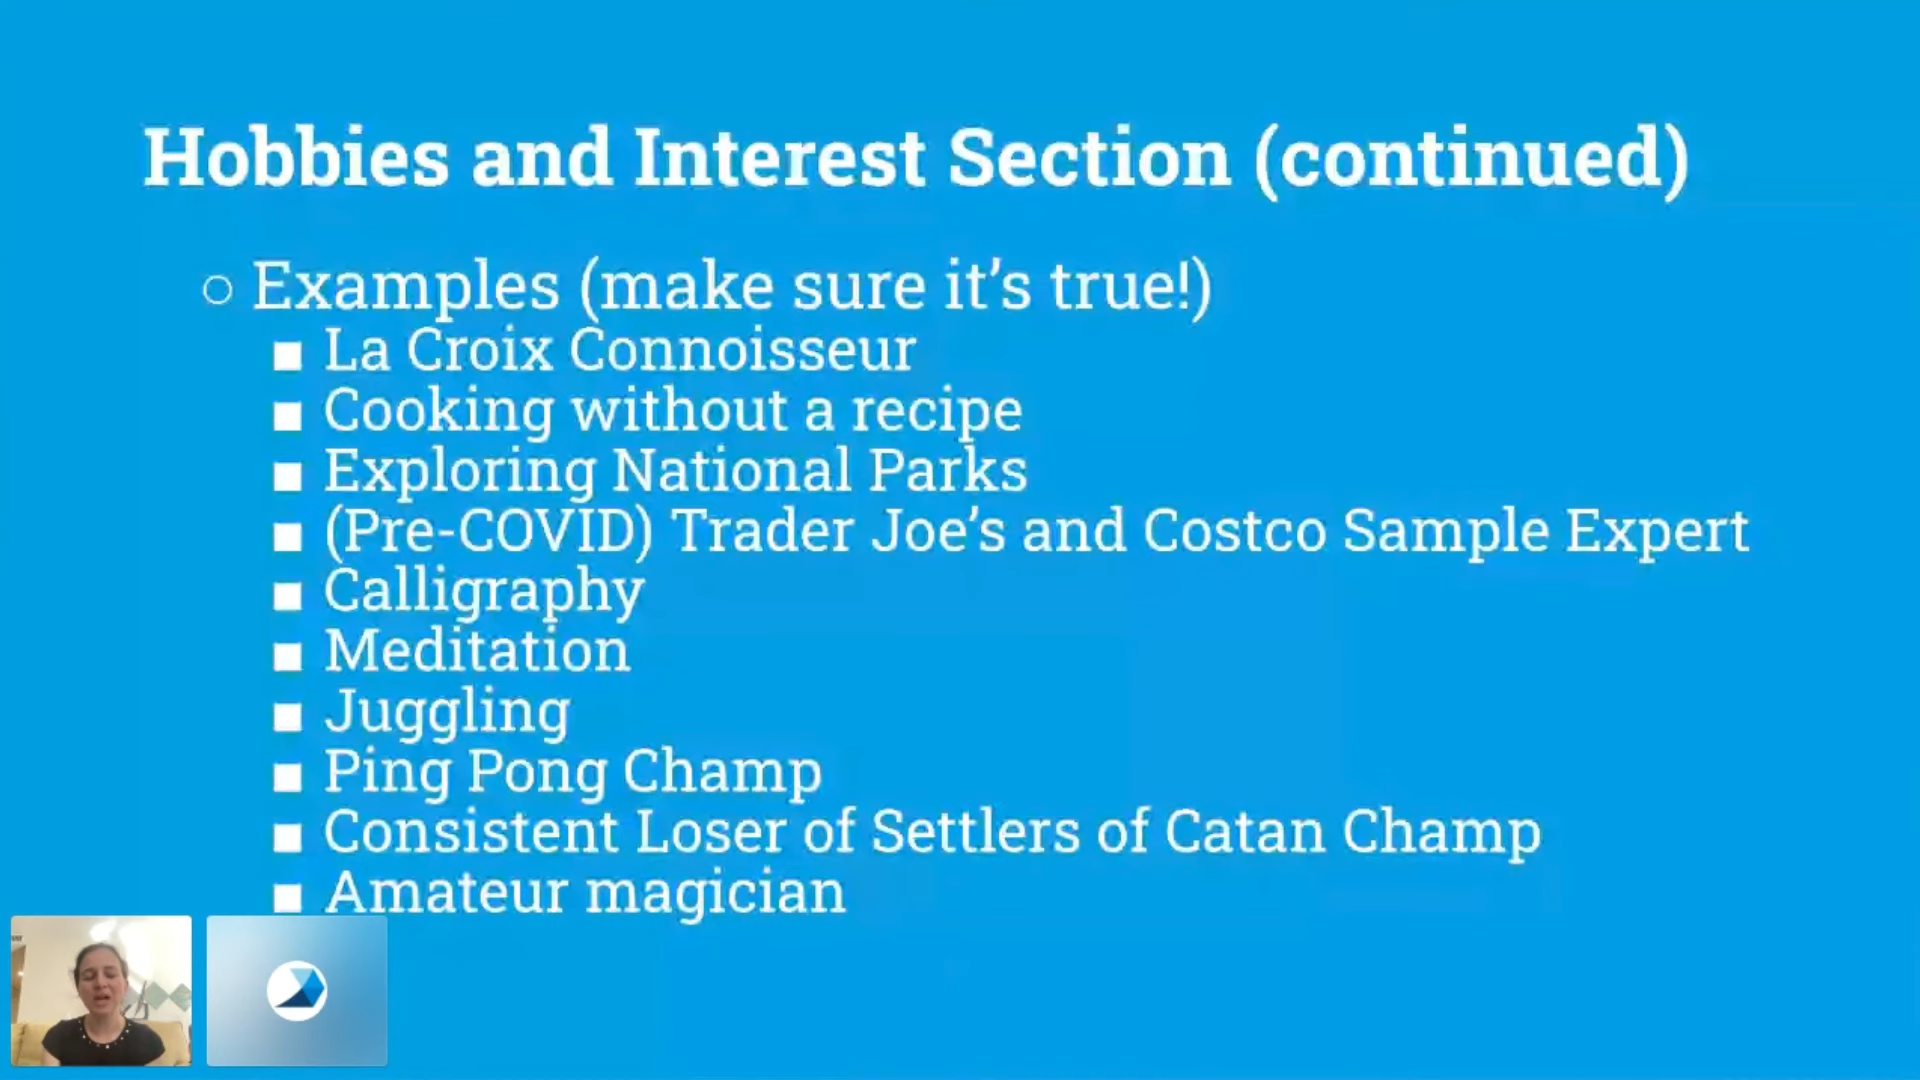 Hobbies and Interest Section (continued)
○ Examples (make sure it's true!)
■ La Croix Connoisseur
■ Cooking without a recipe
■ Exploring National Parks
■ (Pre-COVID) Trader Joe's and Costco Sample Expert
■ Calligraphy
■ Meditation
■ Juggling
■ Ping Pong Champ
■ Consistent Loser of Settlers of Catan Champ
■ Amateur magician